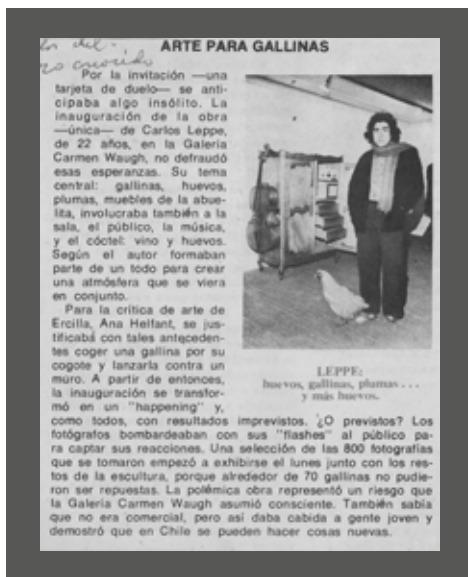 ARTE PARA GALLINAS
Por la invitación —una
tarjeta de duelo— se anti-
cipaba algo insólito. La
inauguración de la obra
—única— de Carlos Leppe,
de 22 años, en la Galería
Carmen Waugh, no defraudó
esas esperanzas. Su tema
central: gallinas, huevos,
plumas, muebles de la abue-
lita, involucraba también a la
sala, el público, la música,
y el cóctel: vino y huevos.
Según el autor formaban
parte de un todo para crear
una atmósfera que se viera
en conjunto.
Para la crítica de arte de
Ercilla, Ana Helfant, se jus-
tificaba con tales anteceden-
tes coger una gallina por su
cogote y lanzarla contra un
muro. A partir de entonces,
la inauguración se transfor-
mó en un "happening" y,
como todos, con resultados imprevistos. ¿O previstos? Los
fotógrafos bombardeaban con sus "flashes" al público pa-
ra captar sus reacciones. Una selección de las 800 fotografías
que se tomaron empezó a exhibirse el lunes junto con los res-
tos de la escultura, porque alrededor de 70 gallinas no pudie-
ron ser repuestas. La polémica obra representó un riesgo que
la Galería Carmen Waugh asumió consciente. También sabía
que no era comercial, pero así daba cabida a gente joven y
demostró que en Chile se pueden hacer cosas nuevas.
LEPPE:
huevos, gallinas, plumas . . .
y más huevos.